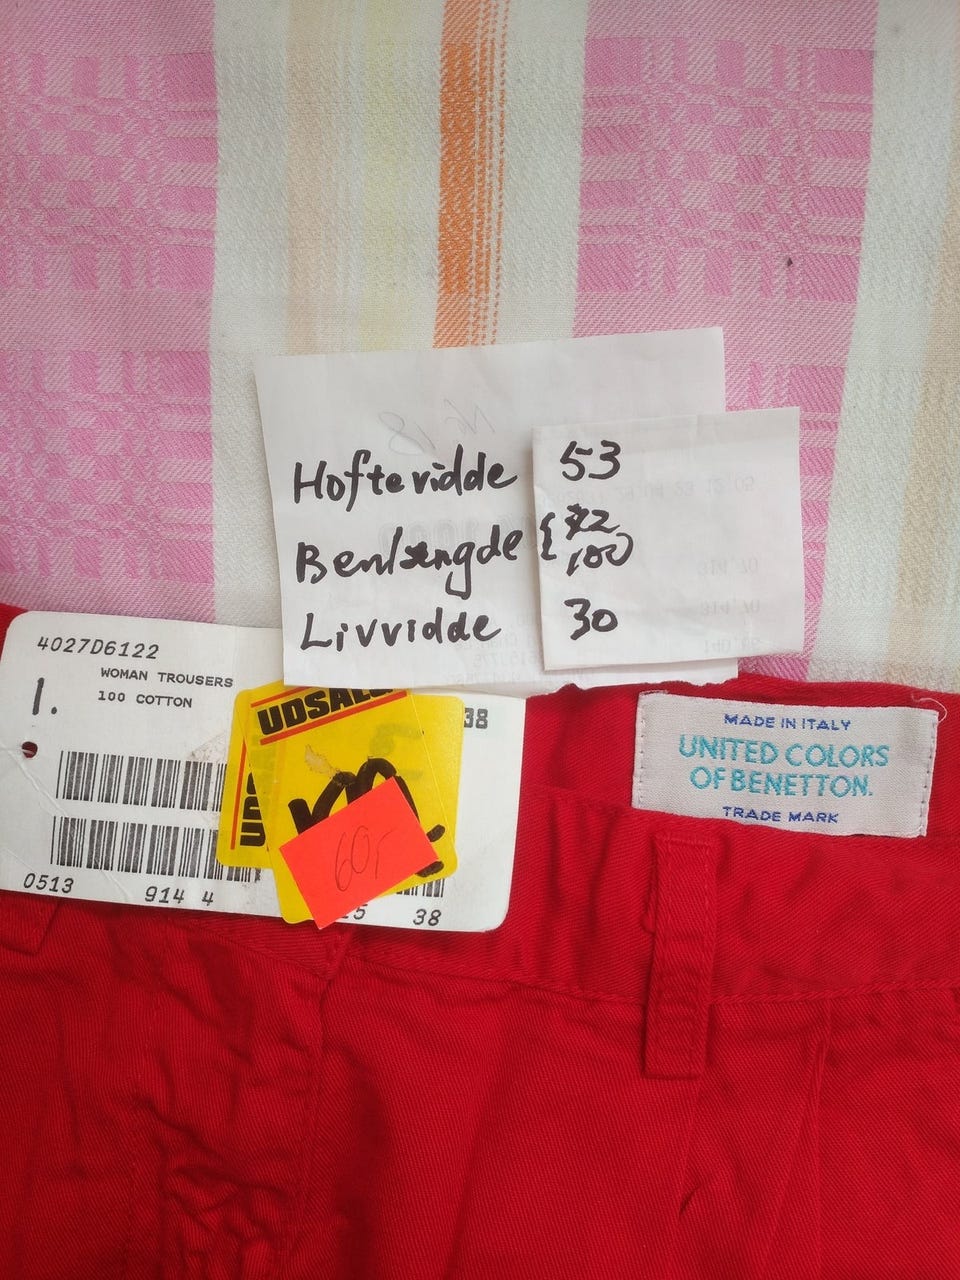 Hoftevidde 53
Benlængde { 72
100
Livvidde 30
4027D6122
WOMAN TROUSERS
100 COTTON
1.
38
UDSALG
60,-
0513 914 4 38
MADE IN ITALY
UNITED COLORS
OF BENETTON.
TRADE MARK